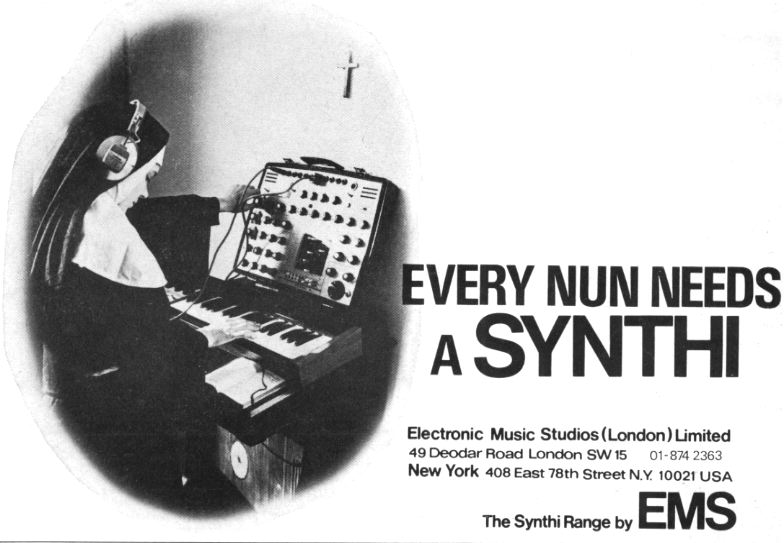 EVERY NUN NEEDS
A SYNTHI
Electronic Music Studios (London) Limited
49 Deodar Road London SW15 01-874 2363
New York 408 East 78th Street N.Y. 10021 USA
The Synthi Range by EMS